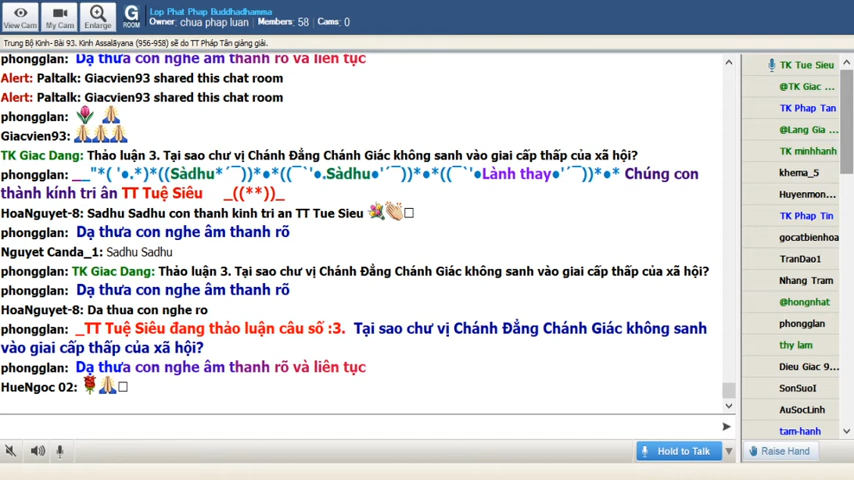 View Cam
My Cam
Enlarge
G
ROOM
Lop Phat Phap Buddhadhamma
Owner: chua phap luan Members: 58 Cams: 0
Trung Bộ Kinh- Bài 93. Kinh Assalāyana (956-958) sẽ do TT Pháp Tân giảng giải.
phongglan: Dạ thưa con nghe âm thanh rõ và liên tục
Alert: Paltalk: Giacvien93 shared this chat room
Alert: Paltalk: Giacvien93 shared this chat room
phongglan:
Giacvien93:
TK Giac Dang: Thảo luận 3. Tại sao chư vị Chánh Đẳng Chánh Giác không sanh vào giai cấp thấp của xã hội?
phongglan: __"*( '●.*)*((Sàdhu*´¯))*●*((¯`'●.Sàdhu●'´¯))*●*((¯`'●Lành thay●'´¯))*●* Chúng con
thành kính tri ân TT Tuệ Siêu _((**))_
HoaNguyet-8: Sadhu Sadhu con thanh kinh tri an TT Tue Sieu
phongglan: Dạ thưa con nghe âm thanh rõ
Nguyet Canda_1: Sadhu Sadhu
phongglan: TK Giac Dang: Thảo luận 3. Tại sao chư vị Chánh Đẳng Chánh Giác không sanh vào giai cấp thấp của xã hội?
phongglan: Dạ thưa con nghe âm thanh rõ
HoaNguyet-8: Da thua con nghe ro
phongglan: _TT Tuệ Siêu đang thảo luận câu số :3. Tại sao chư vị Chánh Đẳng Chánh Giác không sanh
vào giai cấp thấp của xã hội?
phongglan: Dạ thưa con nghe âm thanh rõ và liên tục
HueNgoc 02:
Hold to Talk
TK Tue Sieu
@TK Giac ...
TK Phap Tan
@Lang Gia ...
TK minhhanh
khema_5
Huyenmon...
TK Phap Tin
gocatbienhoa
TranDao1
Nhang Tram
@hongnhat
phongglan
thy lam
Dieu Giac 9...
SonSuoI
AuSocLinh
tam-hanh
Raise Hand